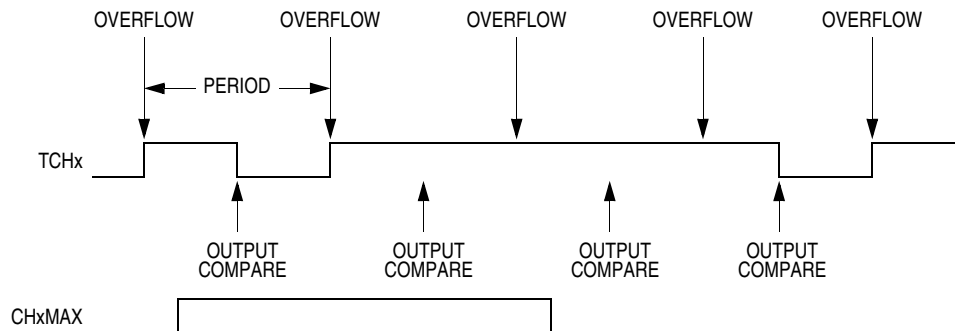 OVERFLOW OVERFLOW OVERFLOW OVERFLOW OVERFLOW
PERIOD
TCHx
OUTPUT
COMPARE
OUTPUT
COMPARE
OUTPUT
COMPARE
OUTPUT
COMPARE
CHxMAX